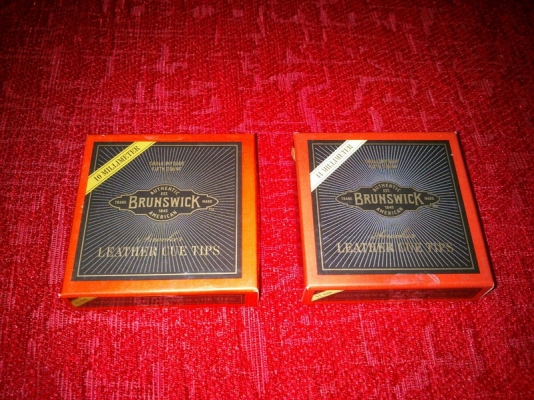 10 MILLIMETER
AUTHENTIC
EST.
TRADE MARK
BRUNSWICK
1845
AMERICAN
LEATHER CUE TIPS
11 MILLIMETER
AUTHENTIC
EST.
TRADE MARK
BRUNSWICK
1845
AMERICAN
LEATHER CUE TIPS